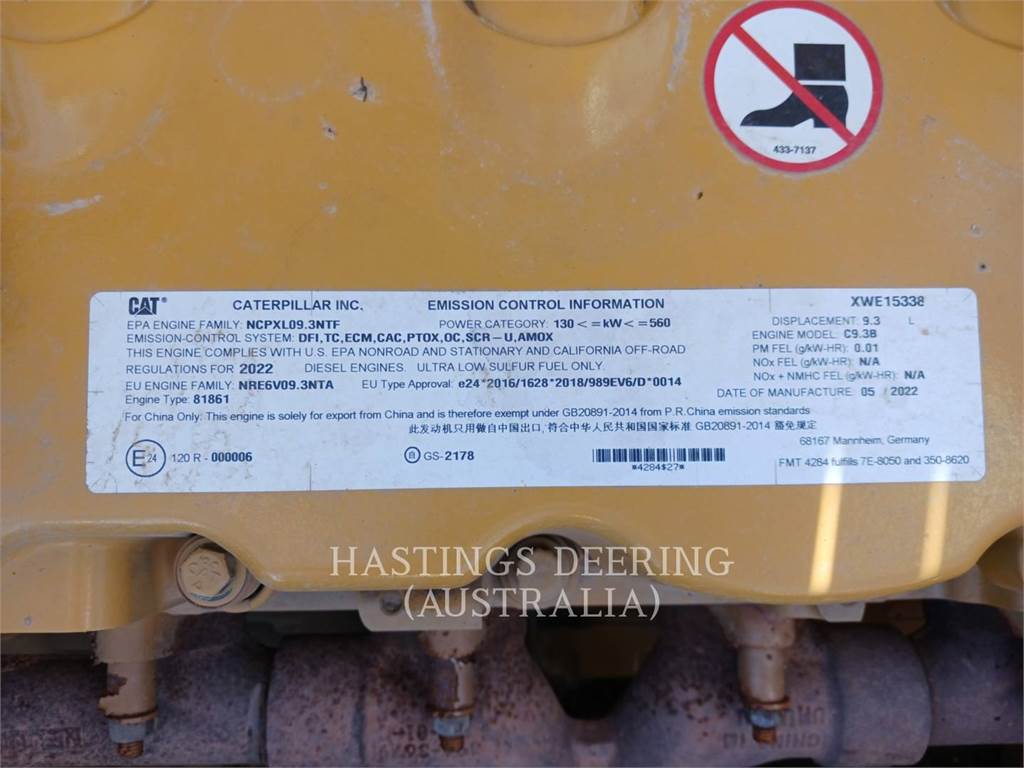 433-7137
CAT® CATERPILLAR INC. EMISSION CONTROL INFORMATION XWE15338
EPA ENGINE FAMILY: NCPXL09.3NTF POWER CATEGORY: 130 <=kW<=560 DISPLACEMENT: 9.3 L
EMISSION-CONTROL SYSTEM: DFI,TC,ECM,CAC,PTOX,OC,SCR-U,AMOX ENGINE MODEL: C9.3B
THIS ENGINE COMPLIES WITH U.S. EPA NONROAD AND STATIONARY AND CALIFORNIA OFF-ROAD PM FEL (g/kW-HR): 0.01
REGULATIONS FOR 2022 DIESEL ENGINES. ULTRA LOW SULFUR FUEL ONLY. NOx FEL (g/kW-HR): N/A
NOx + NMHC FEL (g/kW-HR): N/A
EU ENGINE FAMILY: NRE6V09.3NTA EU Type Approval: e24*2016/1628*2018/989EV6/D*0014
DATE OF MANUFACTURE: 05 / 2022
Engine Type: 81861
For China Only: This engine is solely for export from China and is therefore exempt under GB20891-2014 from P.R.China emission standards
此发动机只用做自中国出口,符合中华人民共和国国家标准 GB20891-2014 豁免规定
68167 Mannheim, Germany
E 24 120 R - 000006 自 GS-2178 FMT 4284 fulfills 7E-8050 and 350-8620
HASTINGS DEERING
(AUSTRALIA)